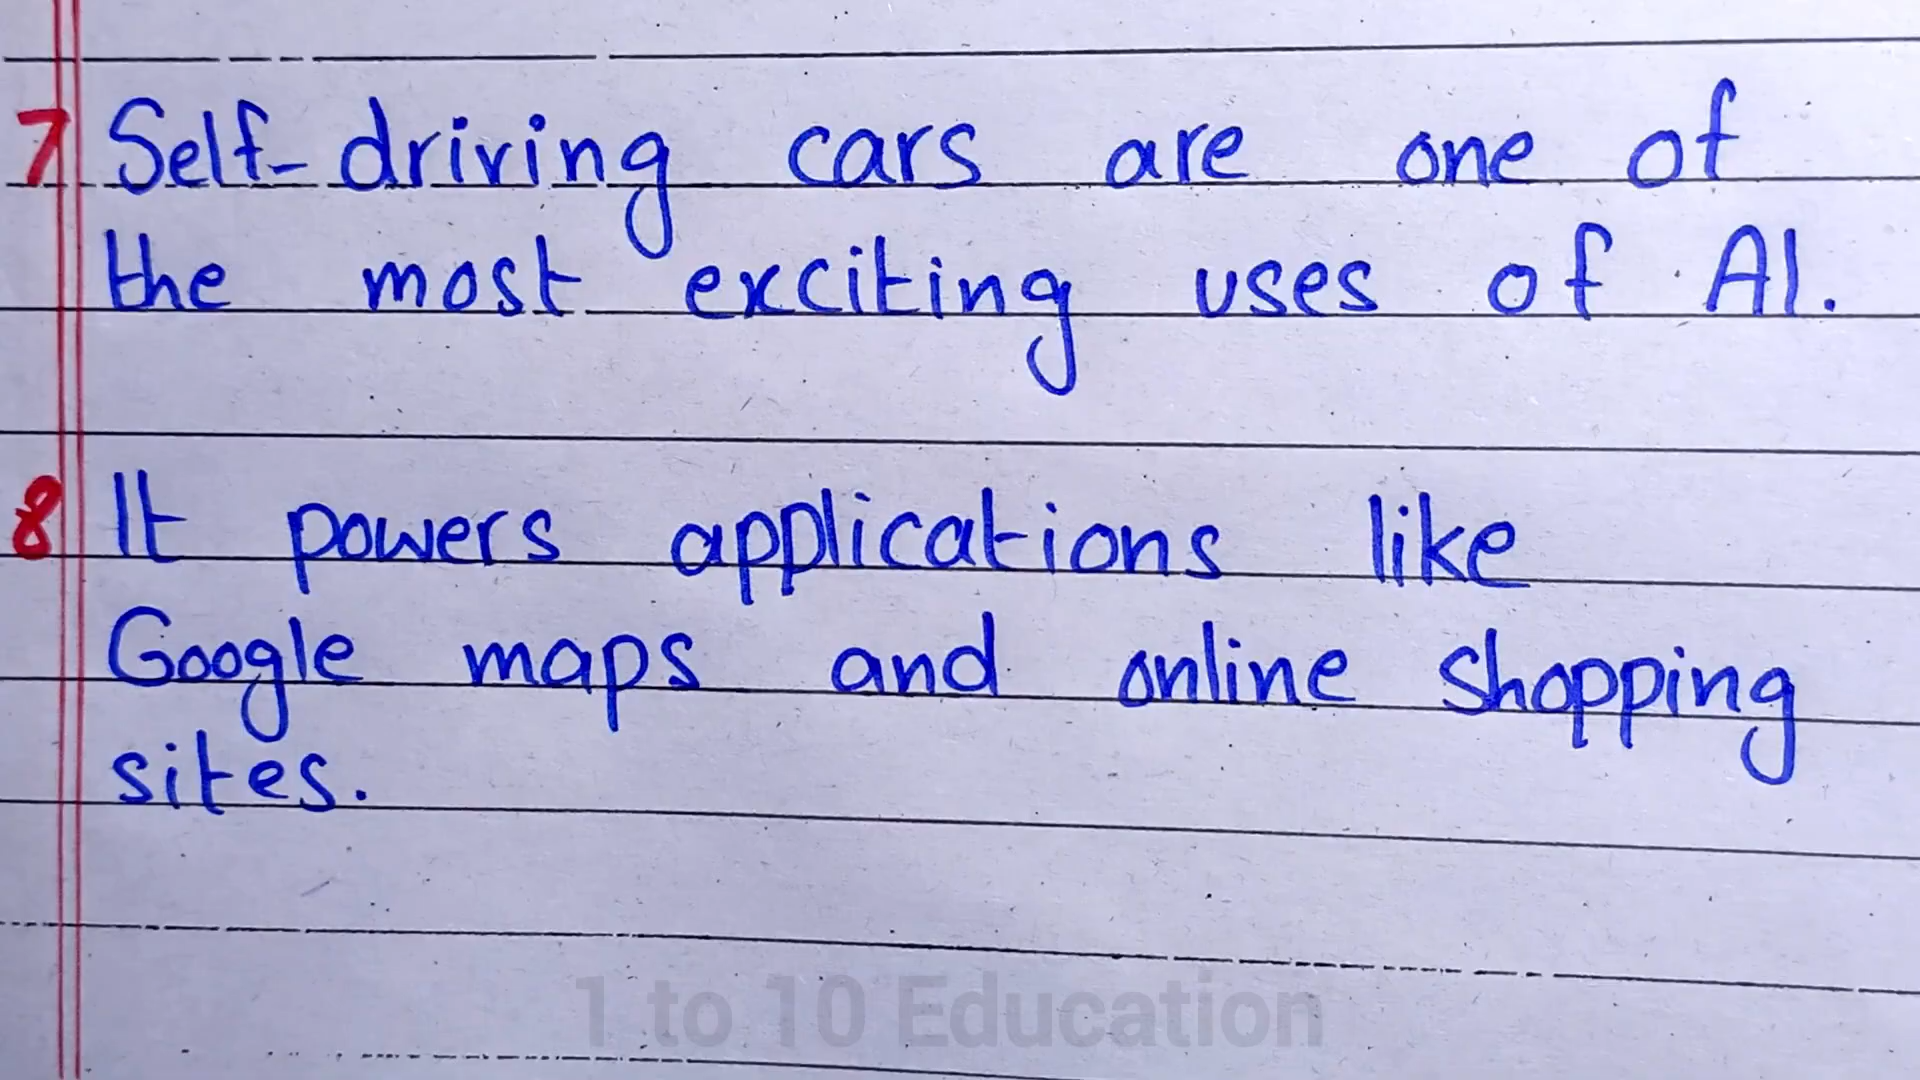 7 Self-driving cars are one of
the most exciting uses of AI.
8 It powers applications like
Google maps and online shopping
sites.
1 to 10 Education